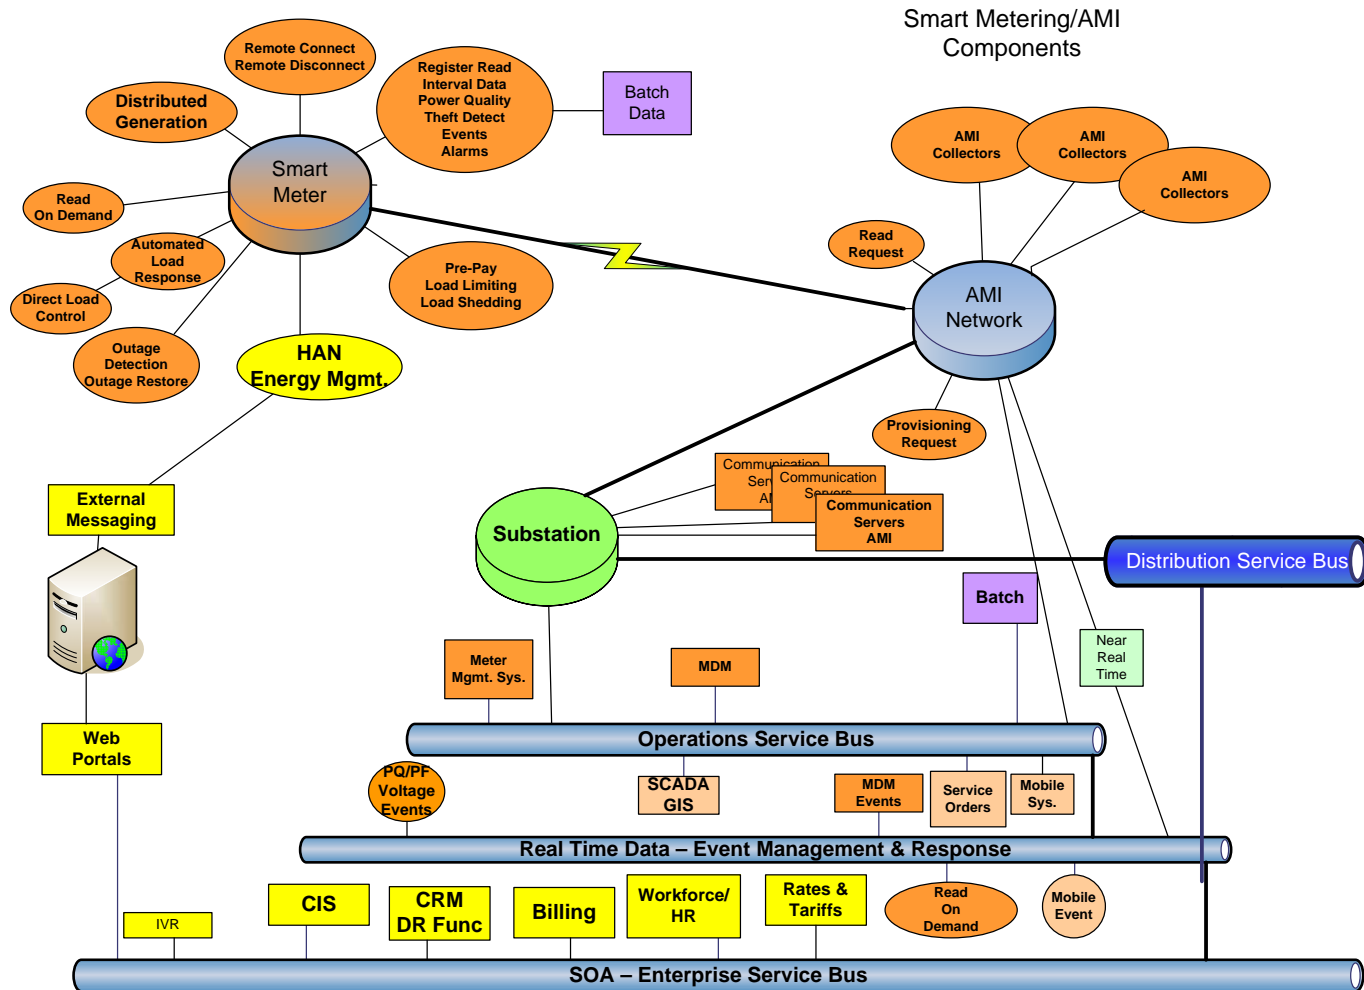 Smart Metering/AMI
Components
Remote Connect
Remote Disconnect
Register Read
Interval Data
Power Quality
Theft Detect
Events
Alarms
Batch
Data
Distributed
Generation
Smart
Meter
Read
On Demand
Automated
Load
Response
Direct Load
Control
Outage
Detection
Outage Restore
HAN
Energy Mgmt.
Pre-Pay
Load Limiting
Load Shedding
AMI
Collectors
AMI
Collectors
AMI
Collectors
Read
Request
AMI
Network
Provisioning
Request
External
Messaging
Communication
Communication
Communication
Servers
AMI
Substation
Distribution Service Bus
Batch
Near
Real
Time
Meter
Mgmt. Sys.
MDM
Web
Portals
Operations Service Bus
PQ/PF
Voltage
Events
SCADA
GIS
MDM
Events
Service
Orders
Mobile
Sys.
Real Time Data – Event Management & Response
IVR
CIS
CRM
DR Func
Billing
Workforce/
HR
Rates &
Tariffs
Read
On
Demand
Mobile
Event
SOA – Enterprise Service Bus